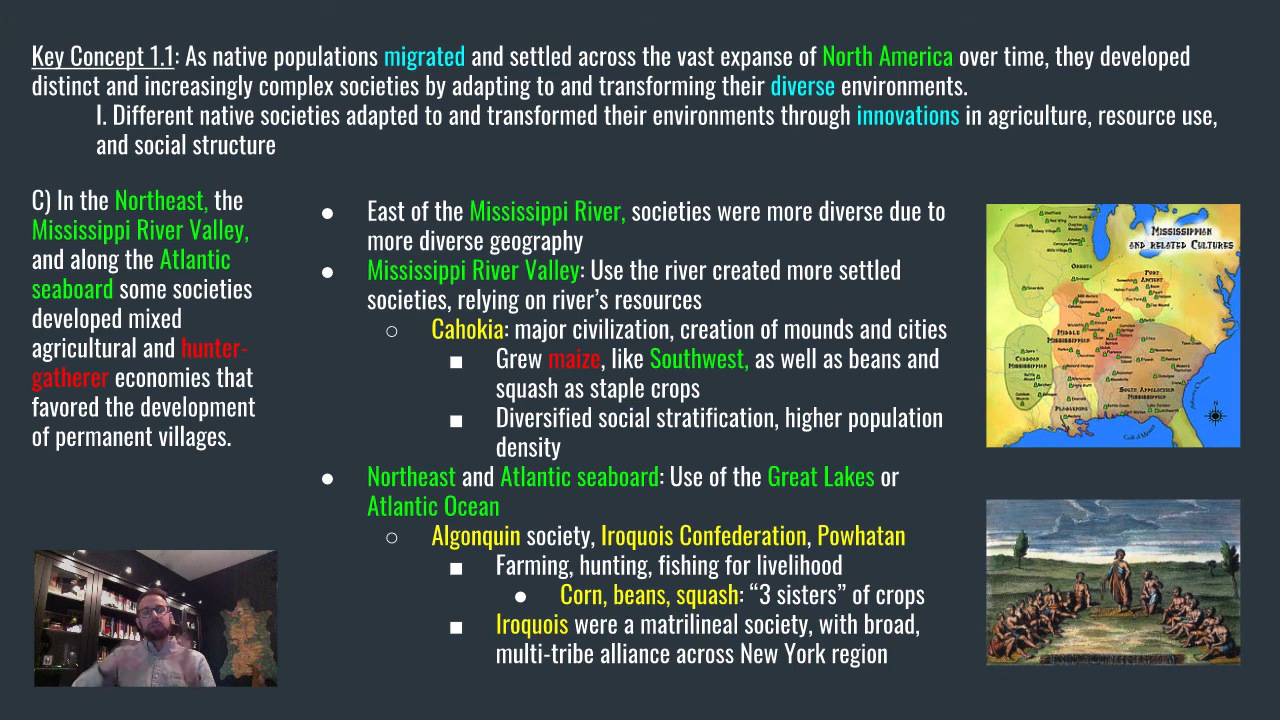 Key Concept 1.1: As native populations migrated and settled across the vast expanse of North America over time, they developed
distinct and increasingly complex societies by adapting to and transforming their diverse environments.
I. Different native societies adapted to and transformed their environments through innovations in agriculture, resource use,
and social structure
C) In the Northeast, the
Mississippi River Valley,
and along the Atlantic
seaboard some societies
developed mixed
agricultural and hunter-
gatherer economies that
favored the development
of permanent villages.
● East of the Mississippi River, societies were more diverse due to
more diverse geography
● Mississippi River Valley: Use the river created more settled
societies, relying on river's resources
○ Cahokia: major civilization, creation of mounds and cities
■ Grew maize, like Southwest, as well as beans and
squash as staple crops
■ Diversified social stratification, higher population
density
● Northeast and Atlantic seaboard: Use of the Great Lakes or
Atlantic Ocean
○ Algonquin society, Iroquois Confederation, Powhatan
■ Farming, hunting, fishing for livelihood
● Corn, beans, squash: “3 sisters” of crops
■ Iroquois were a matrilineal society, with broad,
multi-tribe alliance across New York region
Mississippian
and related Cultures
Oneota
Fort
Ancient
Middle
Mississippian
Caddoan
Mississippian
South Appalachian
Mississippian
Plaquemine
Gulf of Mexico
N